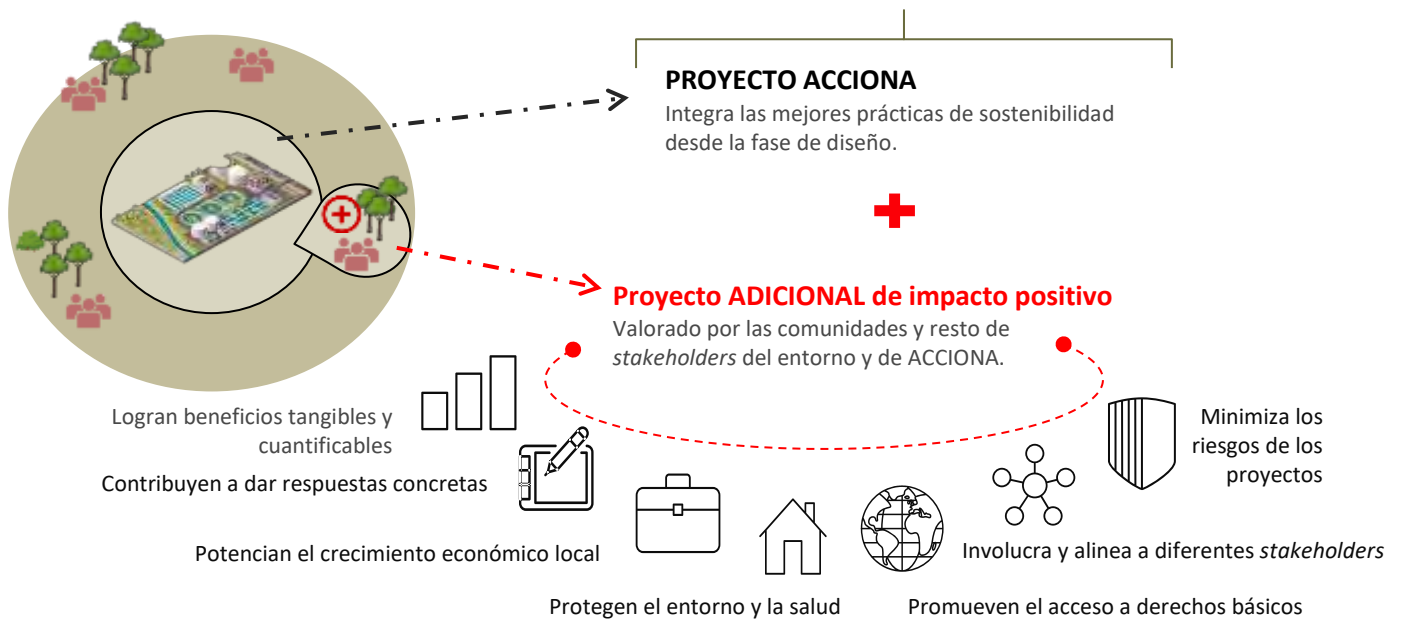 PROYECTO ACCIONA
Integra las mejores prácticas de sostenibilidad
desde la fase de diseño.
Proyecto ADICIONAL de impacto positivo
Valorado por las comunidades y resto de
stakeholders del entorno y de ACCIONA.
Logran beneficios tangibles y
cuantificables
Contribuyen a dar respuestas concretas
Potencian el crecimiento económico local
Protegen el entorno y la salud
Promueven el acceso a derechos básicos
Involucra y alinea a diferentes stakeholders
Minimiza los
riesgos de los
proyectos